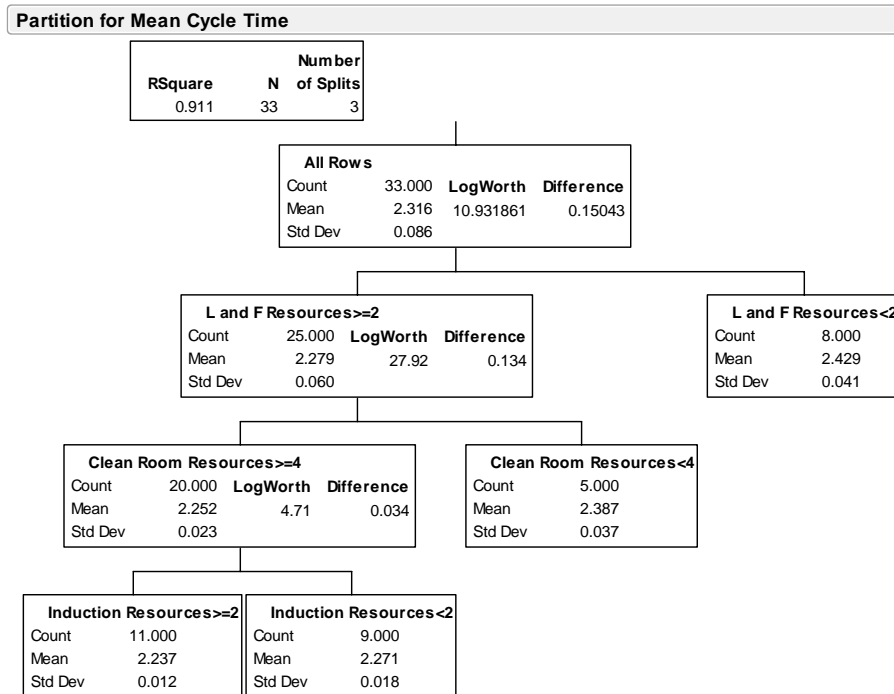 Partition for Mean Cycle Time
Number
RSquare N of Splits
0.911 33 3
All Rows
Count 33.000 LogWorth Difference
Mean 2.316 10.931861 0.15043
Std Dev 0.086
L and F Resources>=2
Count 25.000 LogWorth Difference
Mean 2.279 27.92 0.134
Std Dev 0.060
L and F Resources<2
Count 8.000
Mean 2.429
Std Dev 0.041
Clean Room Resources>=4
Count 20.000 LogWorth Difference
Mean 2.252 4.71 0.034
Std Dev 0.023
Clean Room Resources<4
Count 5.000
Mean 2.387
Std Dev 0.037
Induction Resources>=2
Count 11.000
Mean 2.237
Std Dev 0.012
Induction Resources<2
Count 9.000
Mean 2.271
Std Dev 0.018